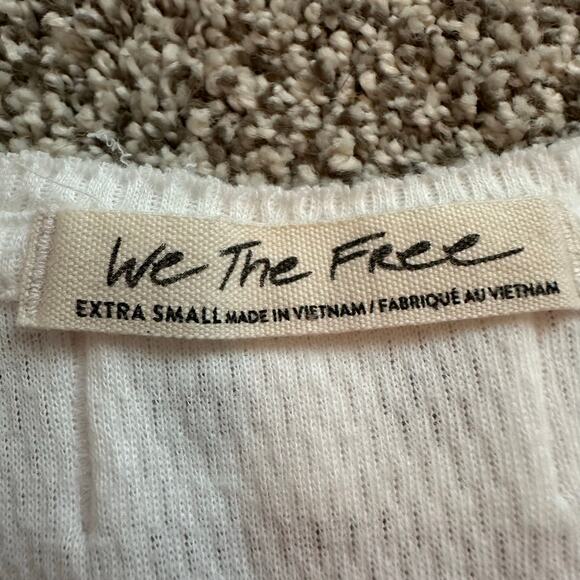 We The Free
EXTRA SMALL MADE IN VIETNAM / FABRIQUÉ AU VIETNAM